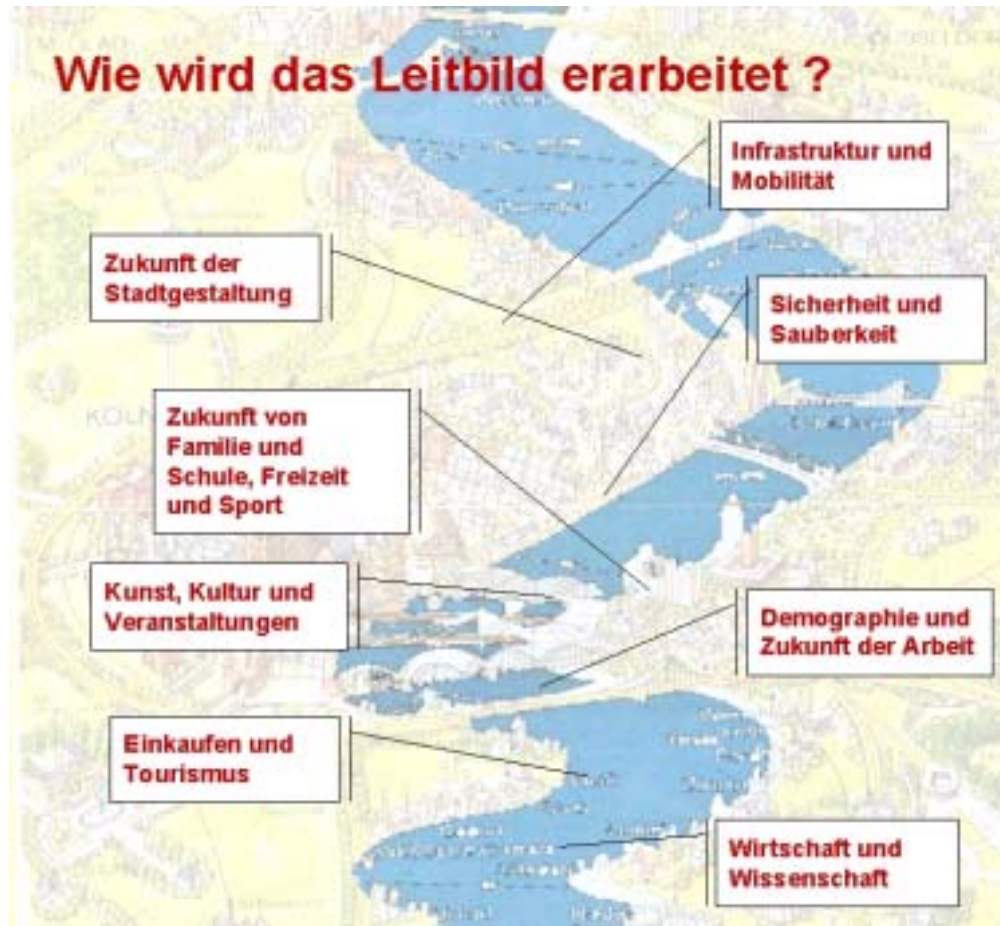 Wie wird das Leitbild erarbeitet ?
Infrastruktur und
Mobilität
Zukunft der
Stadtgestaltung
Sicherheit und
Sauberkeit
Zukunft von
Familie und
Schule, Freizeit
und Sport
KÖLN
Kunst, Kultur und
Veranstaltungen
Demographie und
Zukunft der Arbeit
Einkaufen und
Tourismus
Wirtschaft und
Wissenschaft